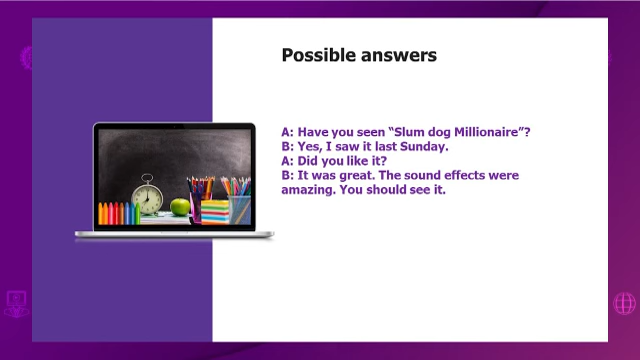 Possible answers
A: Have you seen “Slum dog Millionaire”?
B: Yes, I saw it last Sunday.
A: Did you like it?
B: It was great. The sound effects were
amazing. You should see it.